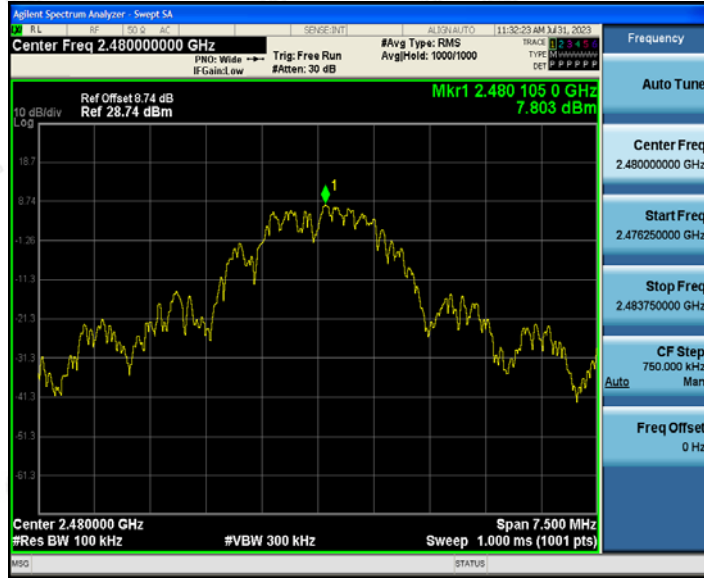 Agilent Spectrum Analyzer - Swept SA
RL RF 50 Ω AC SENSE:INT ALIGN AUTO 11:32:23 AM Jul 31, 2023
Center Freq 2.480000000 GHz #Avg Type: RMS TRACE 1 2 3 4 5 6
PNO: Wide Trig: Free Run Avg|Hold: 1000/1000 TYPE M W W W W W
IFGain:Low #Atten: 30 dB DET P P P P P P
Mkr1 2.480 105 0 GHz
7.803 dBm
Ref Offset 8.74 dB
10 dB/div Ref 28.74 dBm
Log
18.7
8.74
-1.26
-11.3
-21.3
-31.3
-41.3
-51.3
-61.3
1
Center 2.480000 GHz Span 7.500 MHz
#Res BW 100 kHz #VBW 300 kHz Sweep 1.000 ms (1001 pts)
MSG STATUS
Frequency
Auto Tune
Center Freq
2.480000000 GHz
Start Freq
2.476250000 GHz
Stop Freq
2.483750000 GHz
CF Step
750.000 kHz
Auto Man
Freq Offset
0 Hz